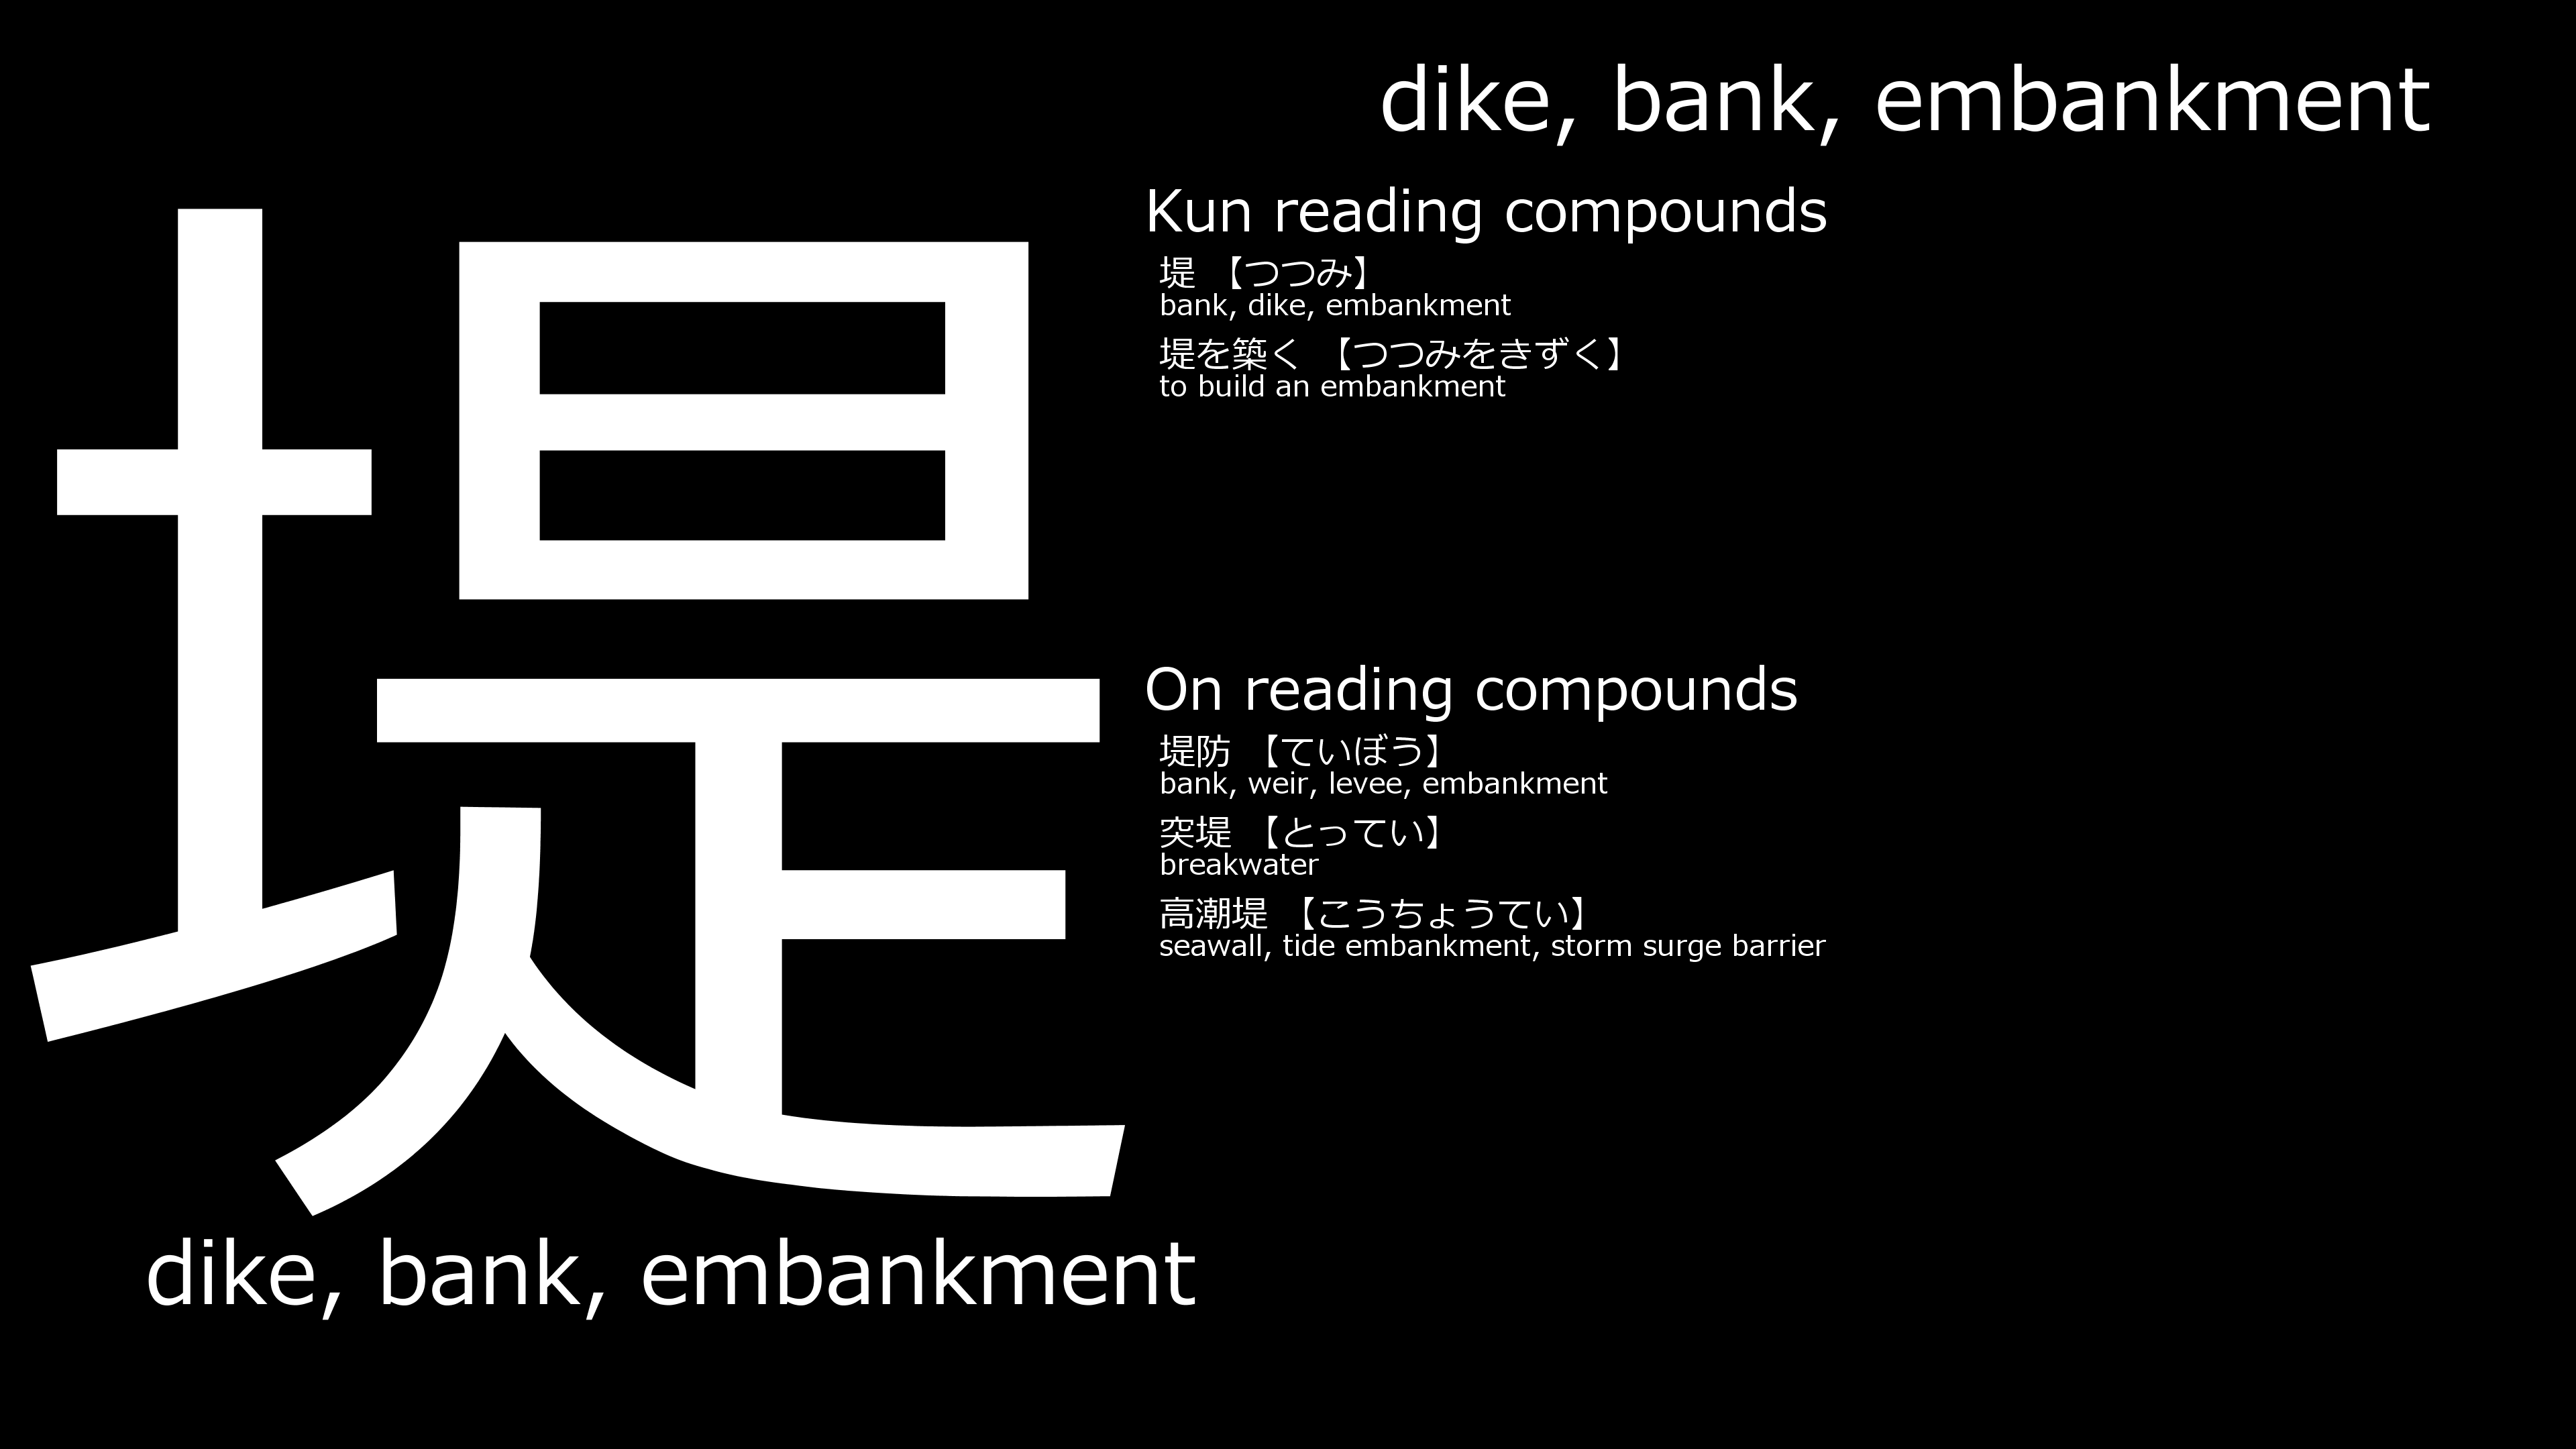 dike, bank, embankment
堤
Kun reading compounds
堤 【つつみ】
bank, dike, embankment
堤を築く 【つつみをきずく】
to build an embankment
On reading compounds
堤防 【ていぼう】
bank, weir, levee, embankment
突堤 【とってい】
breakwater
高潮堤 【こうちょうてい】
seawall, tide embankment, storm surge barrier
dike, bank, embankment